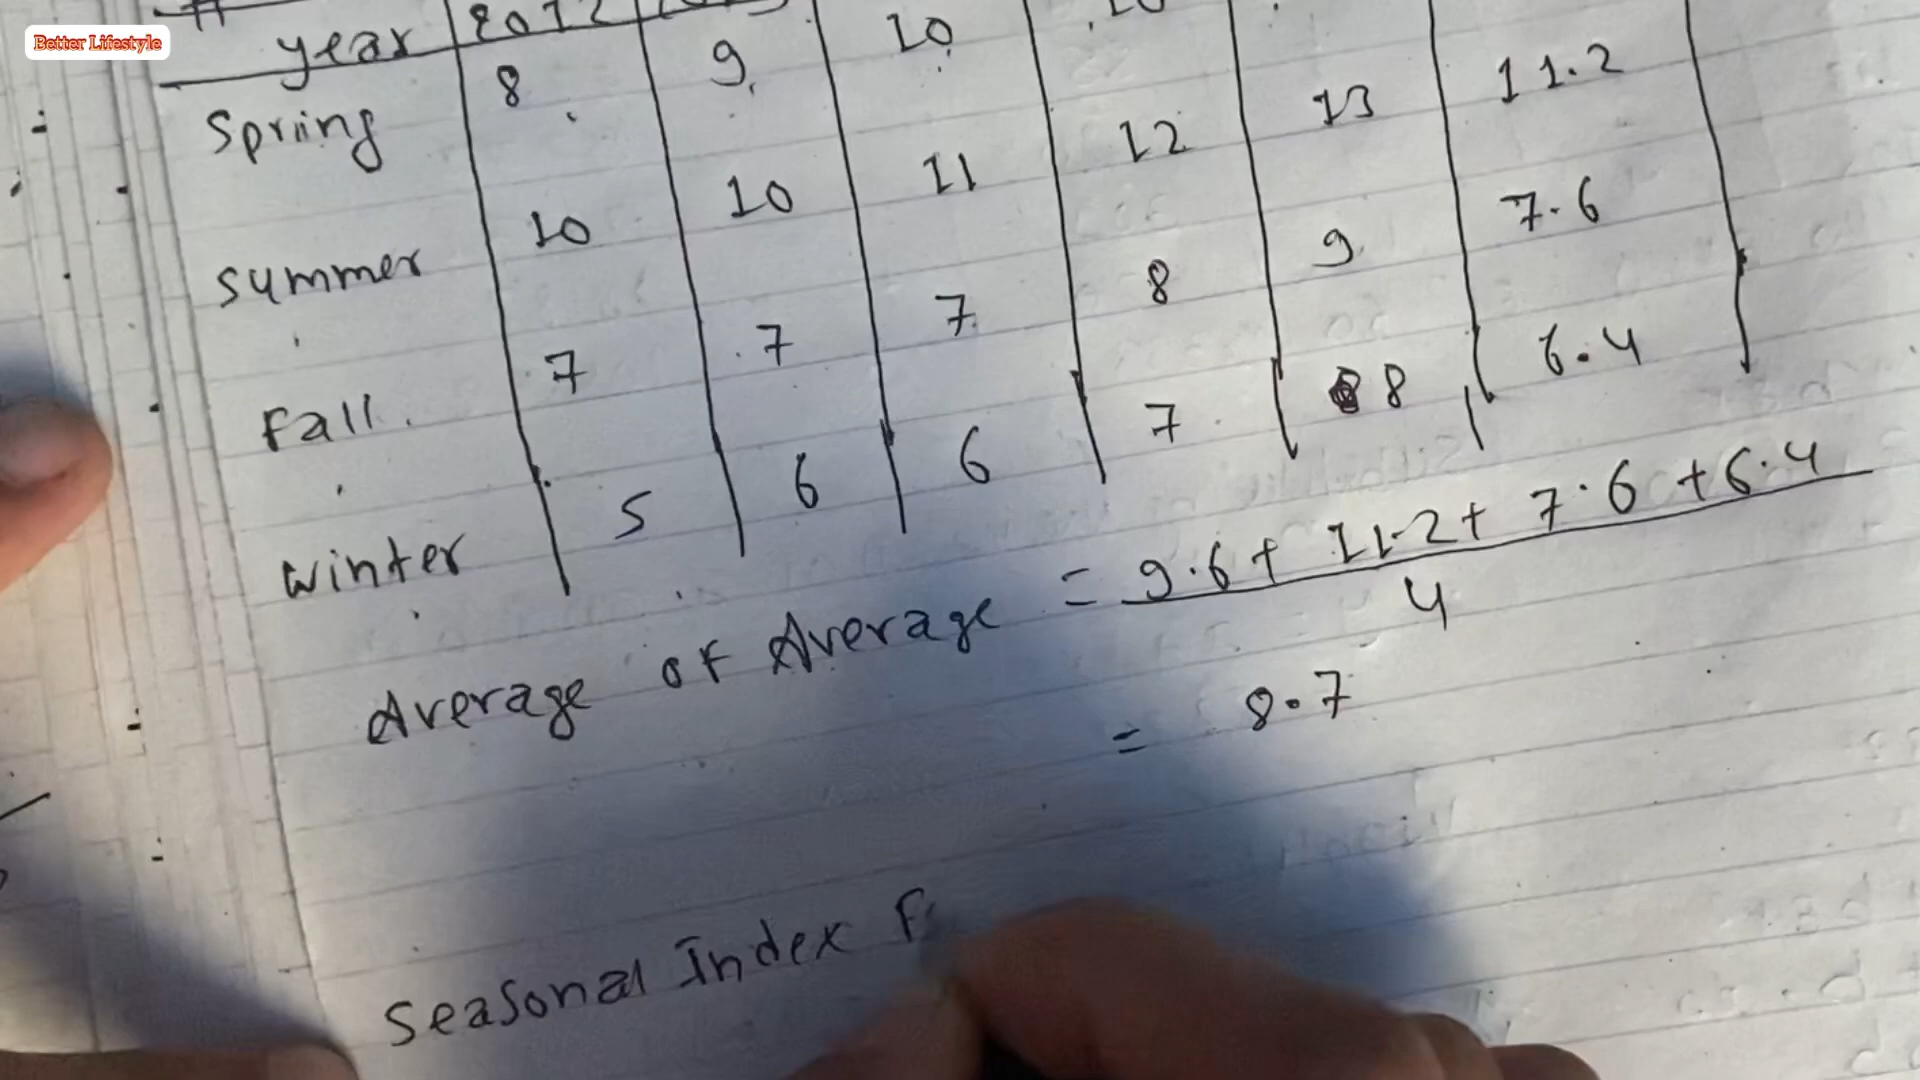 Better Lifestyle
year 2012
Spriing 8 9 10
Summer 10 10 11 12 13 11.2
Fall. 7 7 7 8 9 7.6
Winter 5 6 6 7 8 6.4
Average of Average = 9.6 + 11.2 + 7.6 + 6.4
4
= 8.7
Seasonal Index F